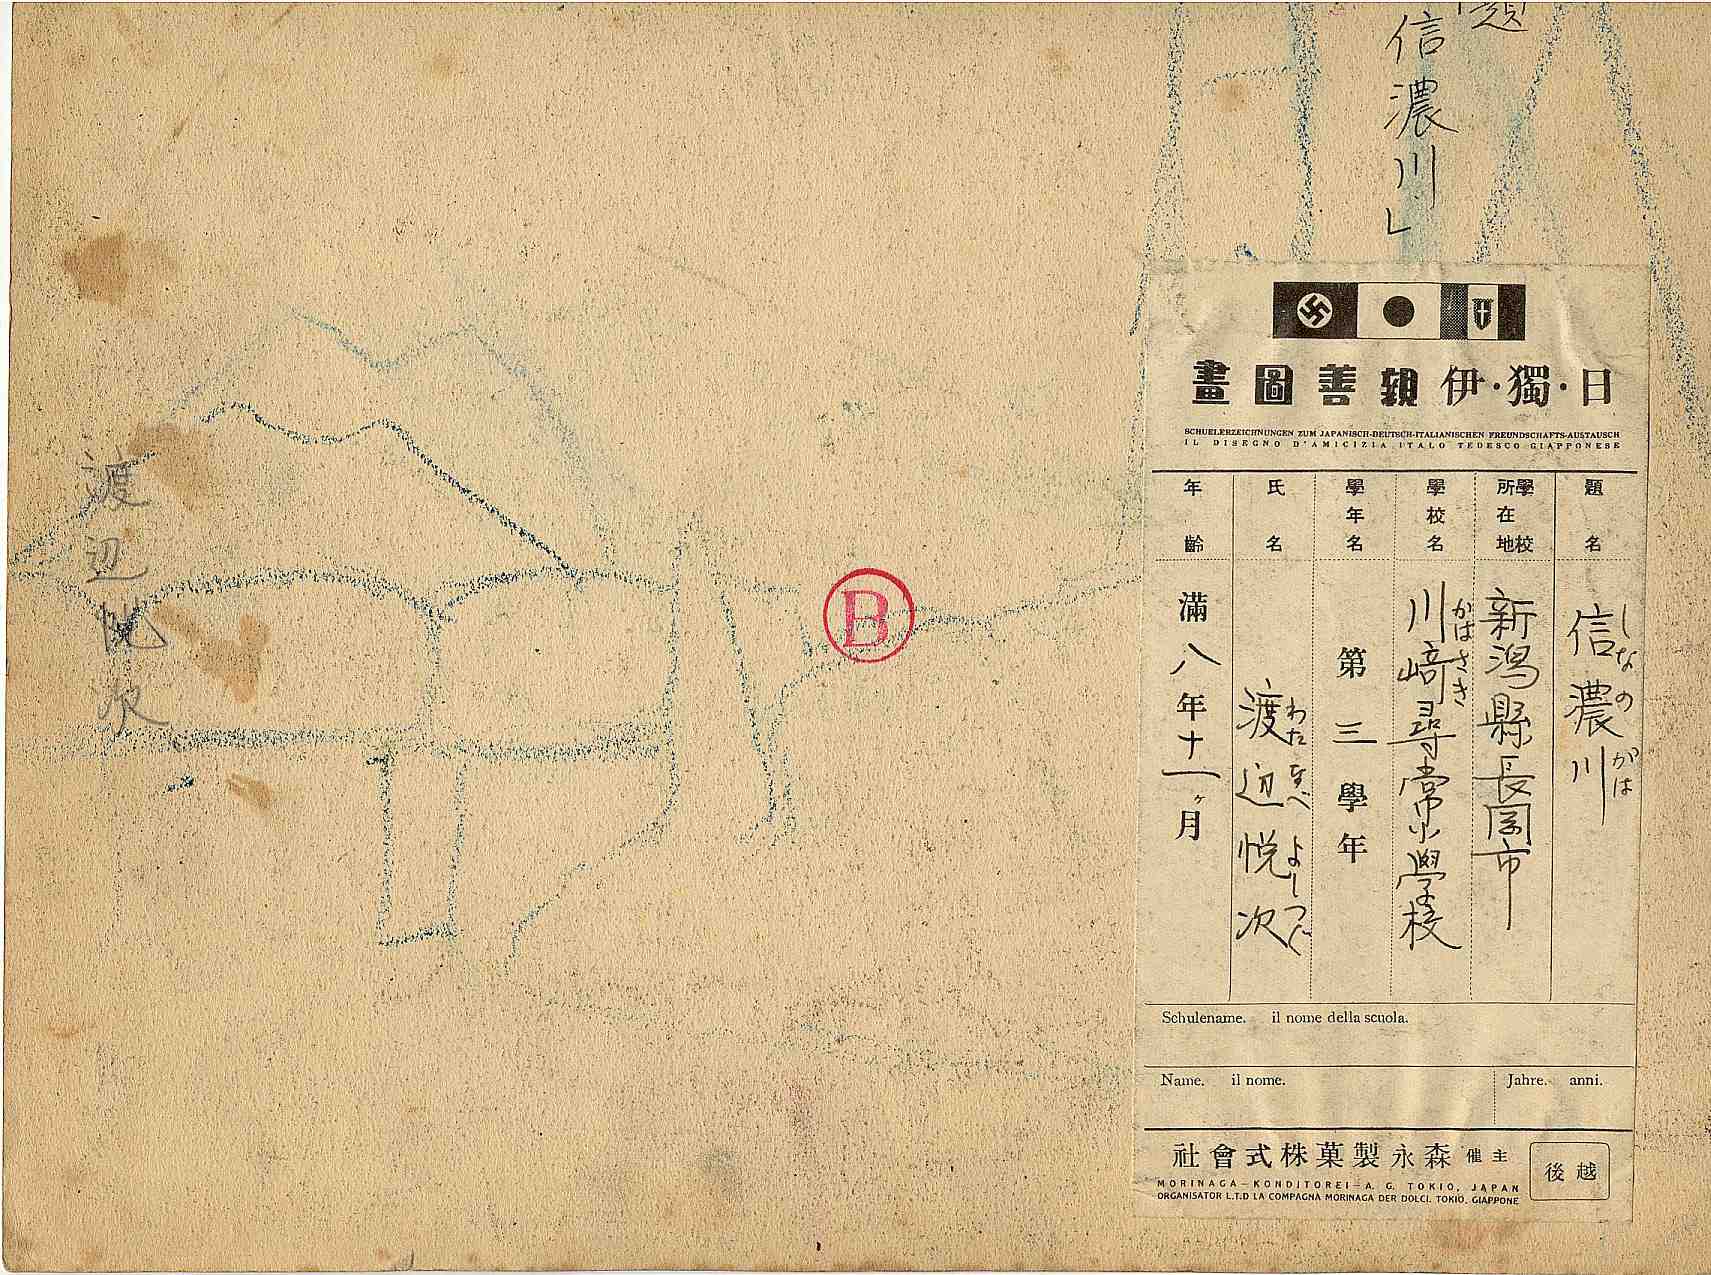 題
信濃川」
渡辺悦次
B
日・獨・伊親善圖畫
SCHUELERZEICHNUNGEN ZUM JAPANISCH-DEUTSCH-ITALIANISCHEN FREUNDSCHAFTS-AUSTAUSCH
IL DISEGNO D'AMICIZIA ITALO TEDESCO GIAPPONESE
題名
信濃川
しなのがは
學校所在地
新潟縣長岡市
學校名
川崎尋常小學校
かはさき
學年名
第三學年
氏名
渡辺悦次
わたなべよしつぐ
年齡
滿八年十一ヶ月
Schulename. il nome della scuola.
Name. il nome.
Jahre. anni.
主催 森永製菓株式會社
越後
MORINAGA-KONDITOREI-A. G. TOKIO, JAPAN
ORGANISATOR L.T.D LA COMPAGNA MORINAGA DER DOLCI. TOKIO. GIAPPONE